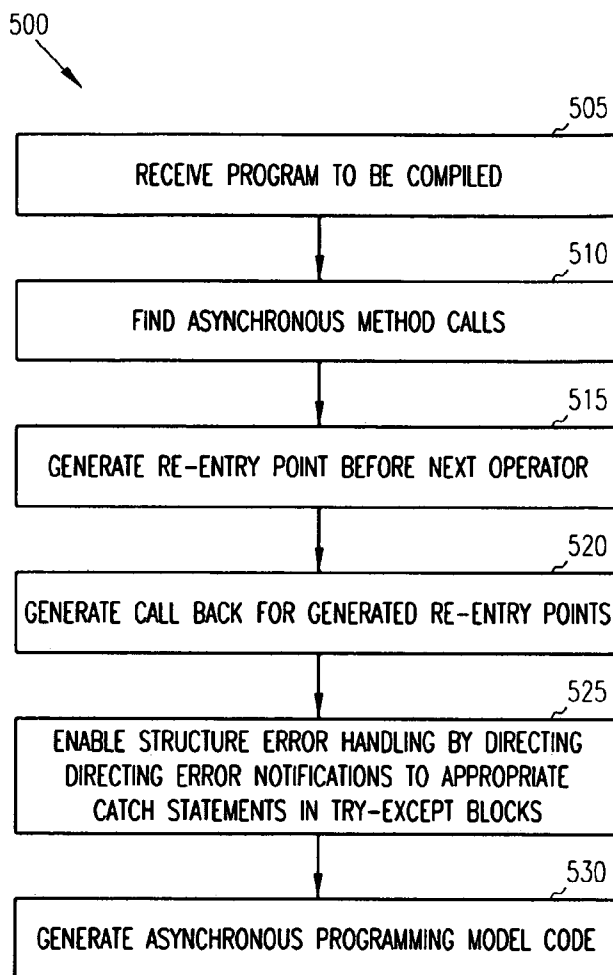 500
505
RECEIVE PROGRAM TO BE COMPILED
510
FIND ASYNCHRONOUS METHOD CALLS
515
GENERATE RE-ENTRY POINT BEFORE NEXT OPERATOR
520
GENERATE CALL BACK FOR GENERATED RE-ENTRY POINTS
525
ENABLE STRUCTURE ERROR HANDLING BY DIRECTING
DIRECTING ERROR NOTIFICATIONS TO APPROPRIATE
CATCH STATEMENTS IN TRY-EXCEPT BLOCKS
530
GENERATE ASYNCHRONOUS PROGRAMMING MODEL CODE